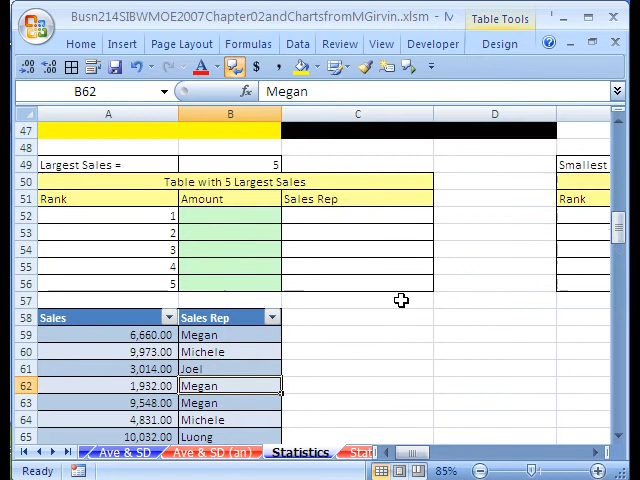 Busn214SIBWMOE2007Chapter02andChartsfromMGirvin..xlsm - M
Table Tools
Home Insert Page Layout Formulas Data Review View Developer Design
B62 fx Megan
A B C D
47
48
49 Largest Sales = 5 Smallest
50 Table with 5 Largest Sales
51 Rank Amount Sales Rep Rank
52 1
53 2
54 3
55 4
56 5
57
58 Sales Sales Rep
59 6,660.00 Megan
60 9,973.00 Michele
61 3,014.00 Joel
62 1,932.00 Megan
63 9,548.00 Megan
64 4,831.00 Michele
65 10,032.00 Luong
Ave & SD Ave & SD (an) Statistics Stati
Ready 85%